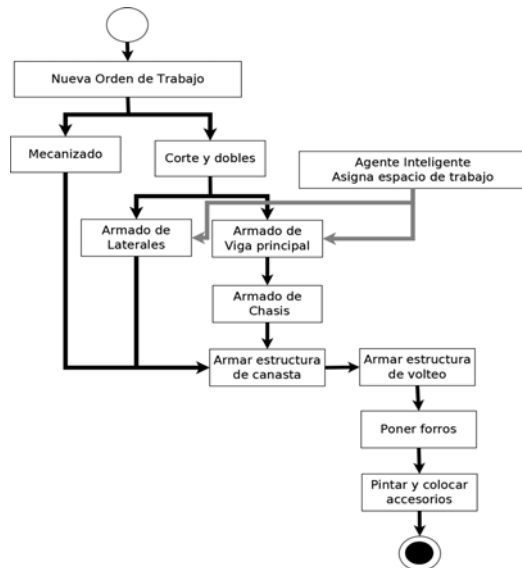 Nueva Orden de Trabajo
Mecanizado
Corte y dobles
Agente Inteligente
Asigna espacio de trabajo
Armado de
Laterales
Armado de
Viga principal
Armado de
Chasis
Armar estructura
de canasta
Armar estructura
de volteo
Poner forros
Pintar y colocar
accesorios